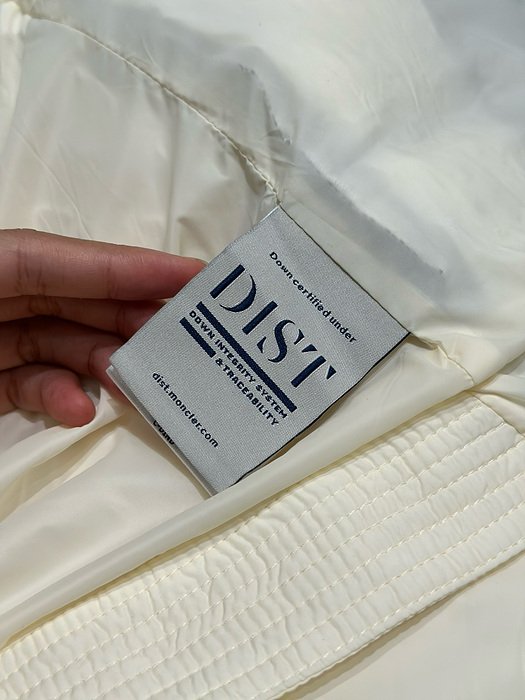 Down certified under
DIST
DOWN INTEGRITY SYSTEM
& TRACEABILITY
dist.moncler.com